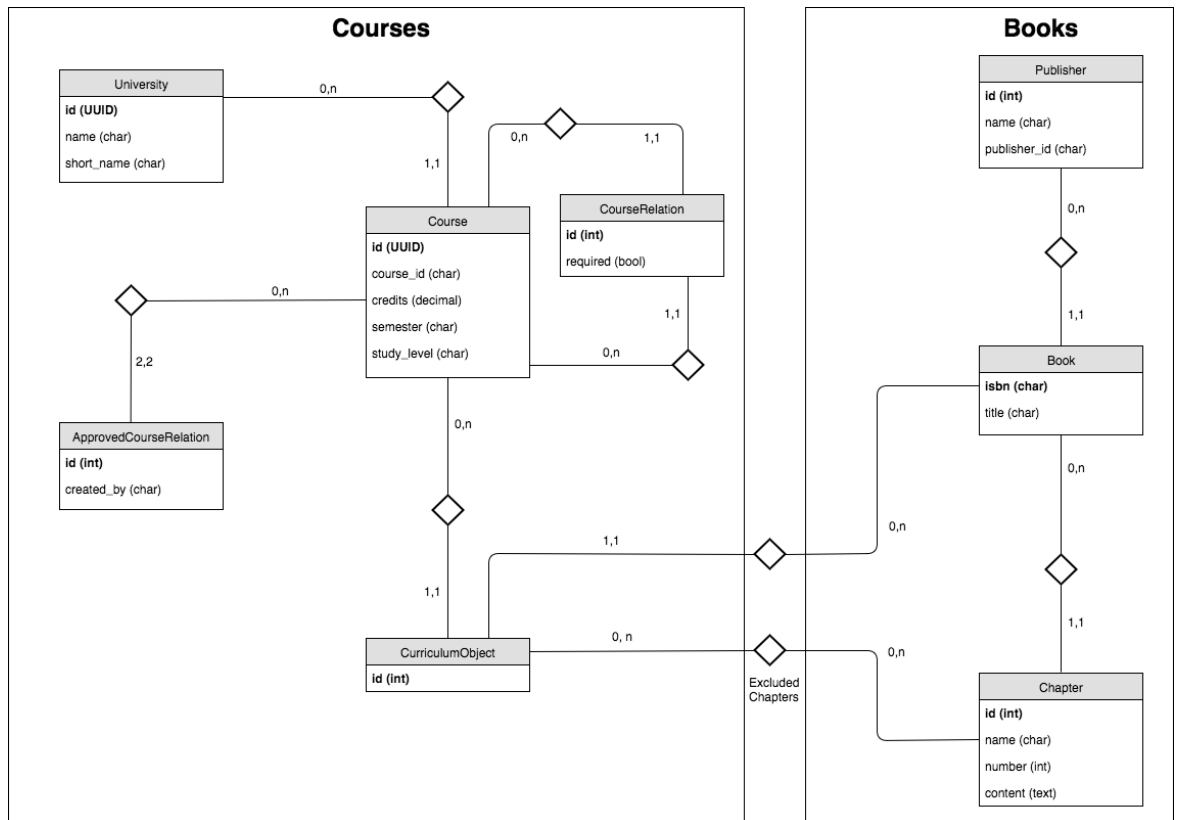 Courses
Books
University
id (UUID)
name (char)
short_name (char)
0,n
1,1
0,n
1,1
CourseRelation
id (int)
required (bool)
1,1
0,n
Course
id (UUID)
course_id (char)
credits (decimal)
semester (char)
study_level (char)
0,n
2,2
ApprovedCourseRelation
id (int)
created_by (char)
0,n
1,1
CurriculumObject
id (int)
1,1
0,n
0, n
0,n
Excluded
Chapters
Publisher
id (int)
name (char)
publisher_id (char)
0,n
1,1
Book
isbn (char)
title (char)
0,n
1,1
Chapter
id (int)
name (char)
number (int)
content (text)